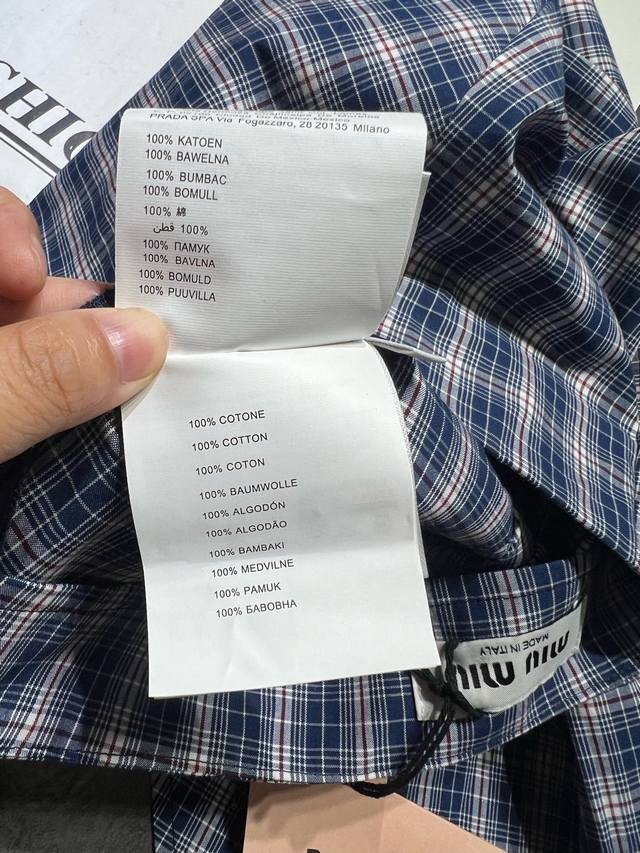 CHIC
PRADA SPA Via Fogazzaro, 28 20135 Milano
100% KATOEN
100% BAWELNA
100% BUMBAC
100% BOMULL
100% 綿
قطن 100%
100% ПАМУК
100% BAVLNA
100% BOMULD
100% PUUVILLA
100% COTONE
100% COTTON
100% COTON
100% BAUMWOLLE
100% ALGODÓN
100% ALGODÃO
100% BAMBAKI
100% MEDVILNE
100% PAMUK
100% БАВОВНА
miu miu
MADE IN ITALY